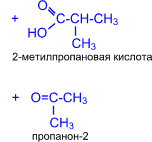 O
+ C-CH-CH₃
HO CH₃
2-метилпропановая кислота
+ O=C-CH₃
CH₃
пропанон-2